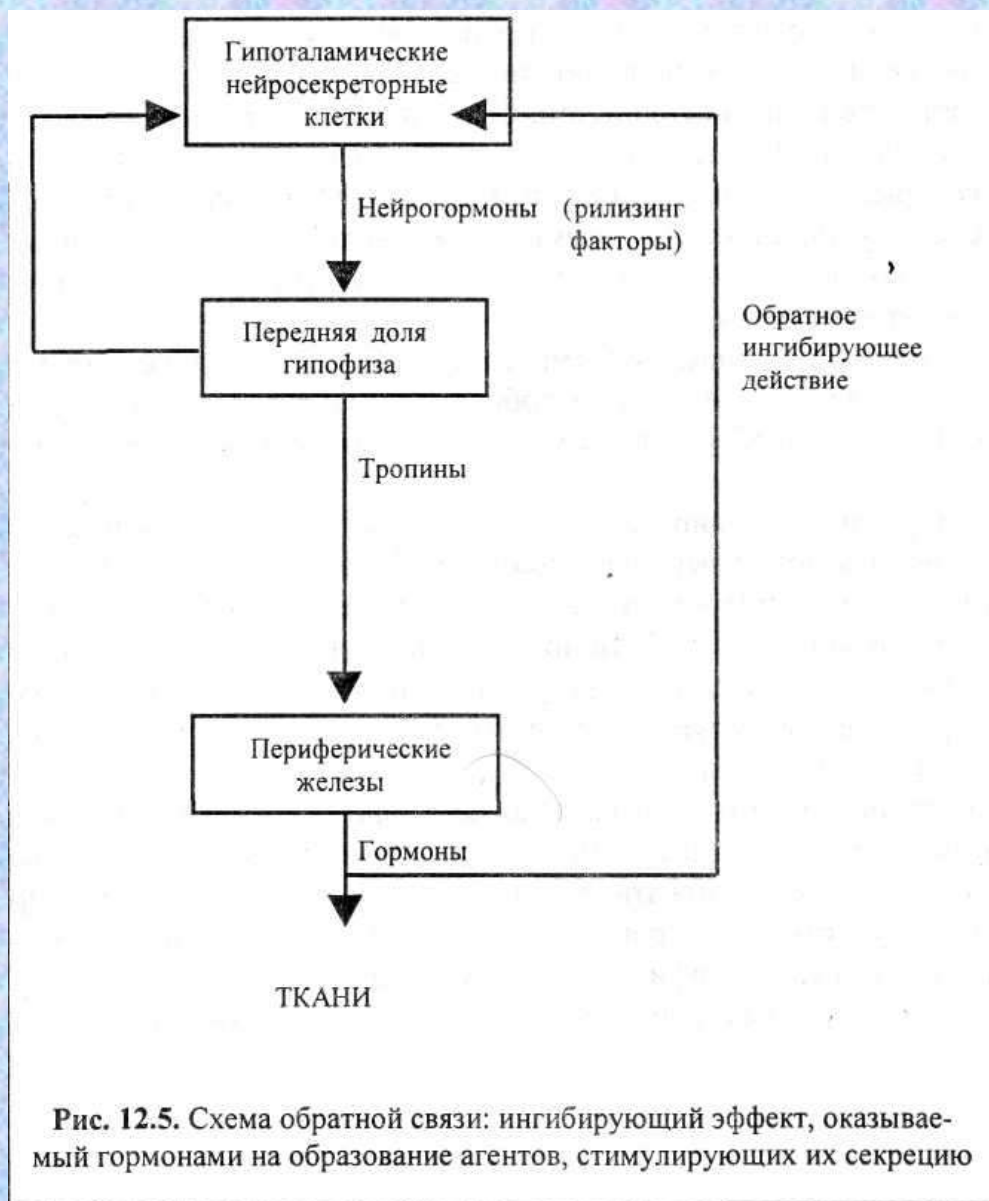 Гипоталамические
нейросекреторные
клетки
Нейрогормоны (рилизинг
факторы)
Передняя доля
гипофиза
Обратное
ингибирующее
действие
Тропины
Периферические
железы
Гормоны
ТКАНИ
Рис. 12.5. Схема обратной связи: ингибирующий эффект, оказывае-
мый гормонами на образование агентов, стимулирующих их секрецию